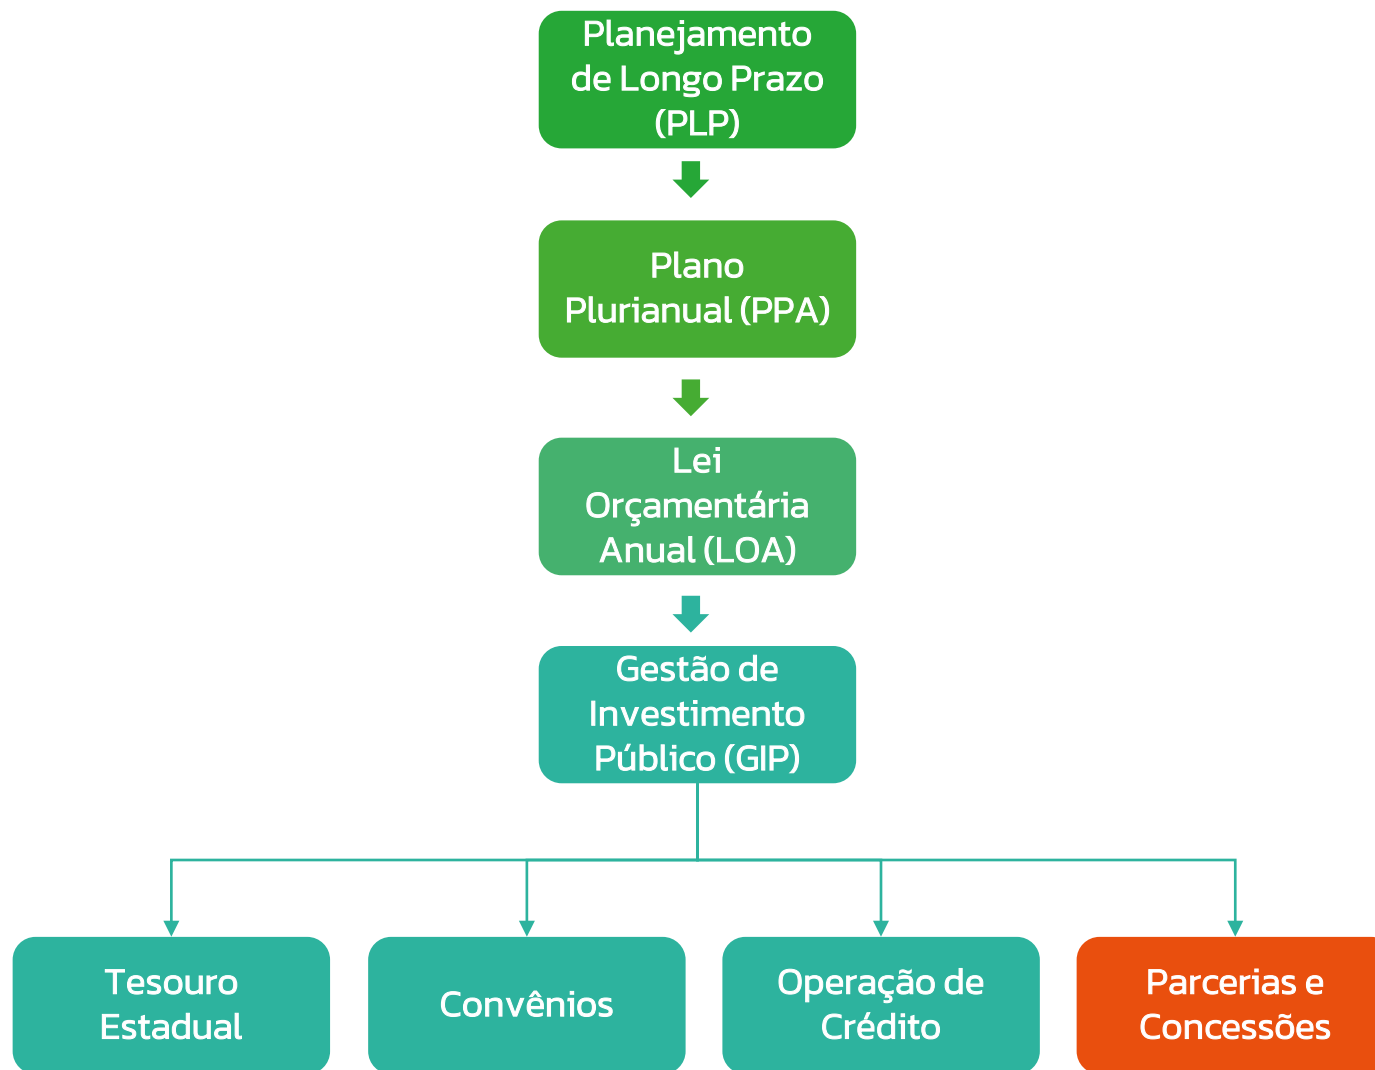 Planejamento
de Longo Prazo
(PLP)
Plano
Plurianual (PPA)
Lei
Orçamentária
Anual (LOA)
Gestão de
Investimento
Público (GIP)
Tesouro
Estadual
Convênios
Operação de
Crédito
Parcerias e
Concessões